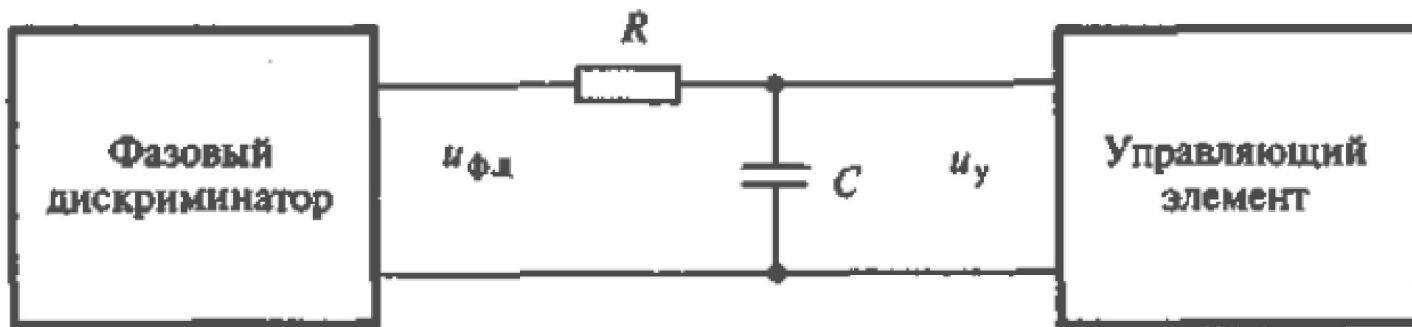 R
Фазовый
дискриминатор
uф.д
C
uу
Управляющий
элемент